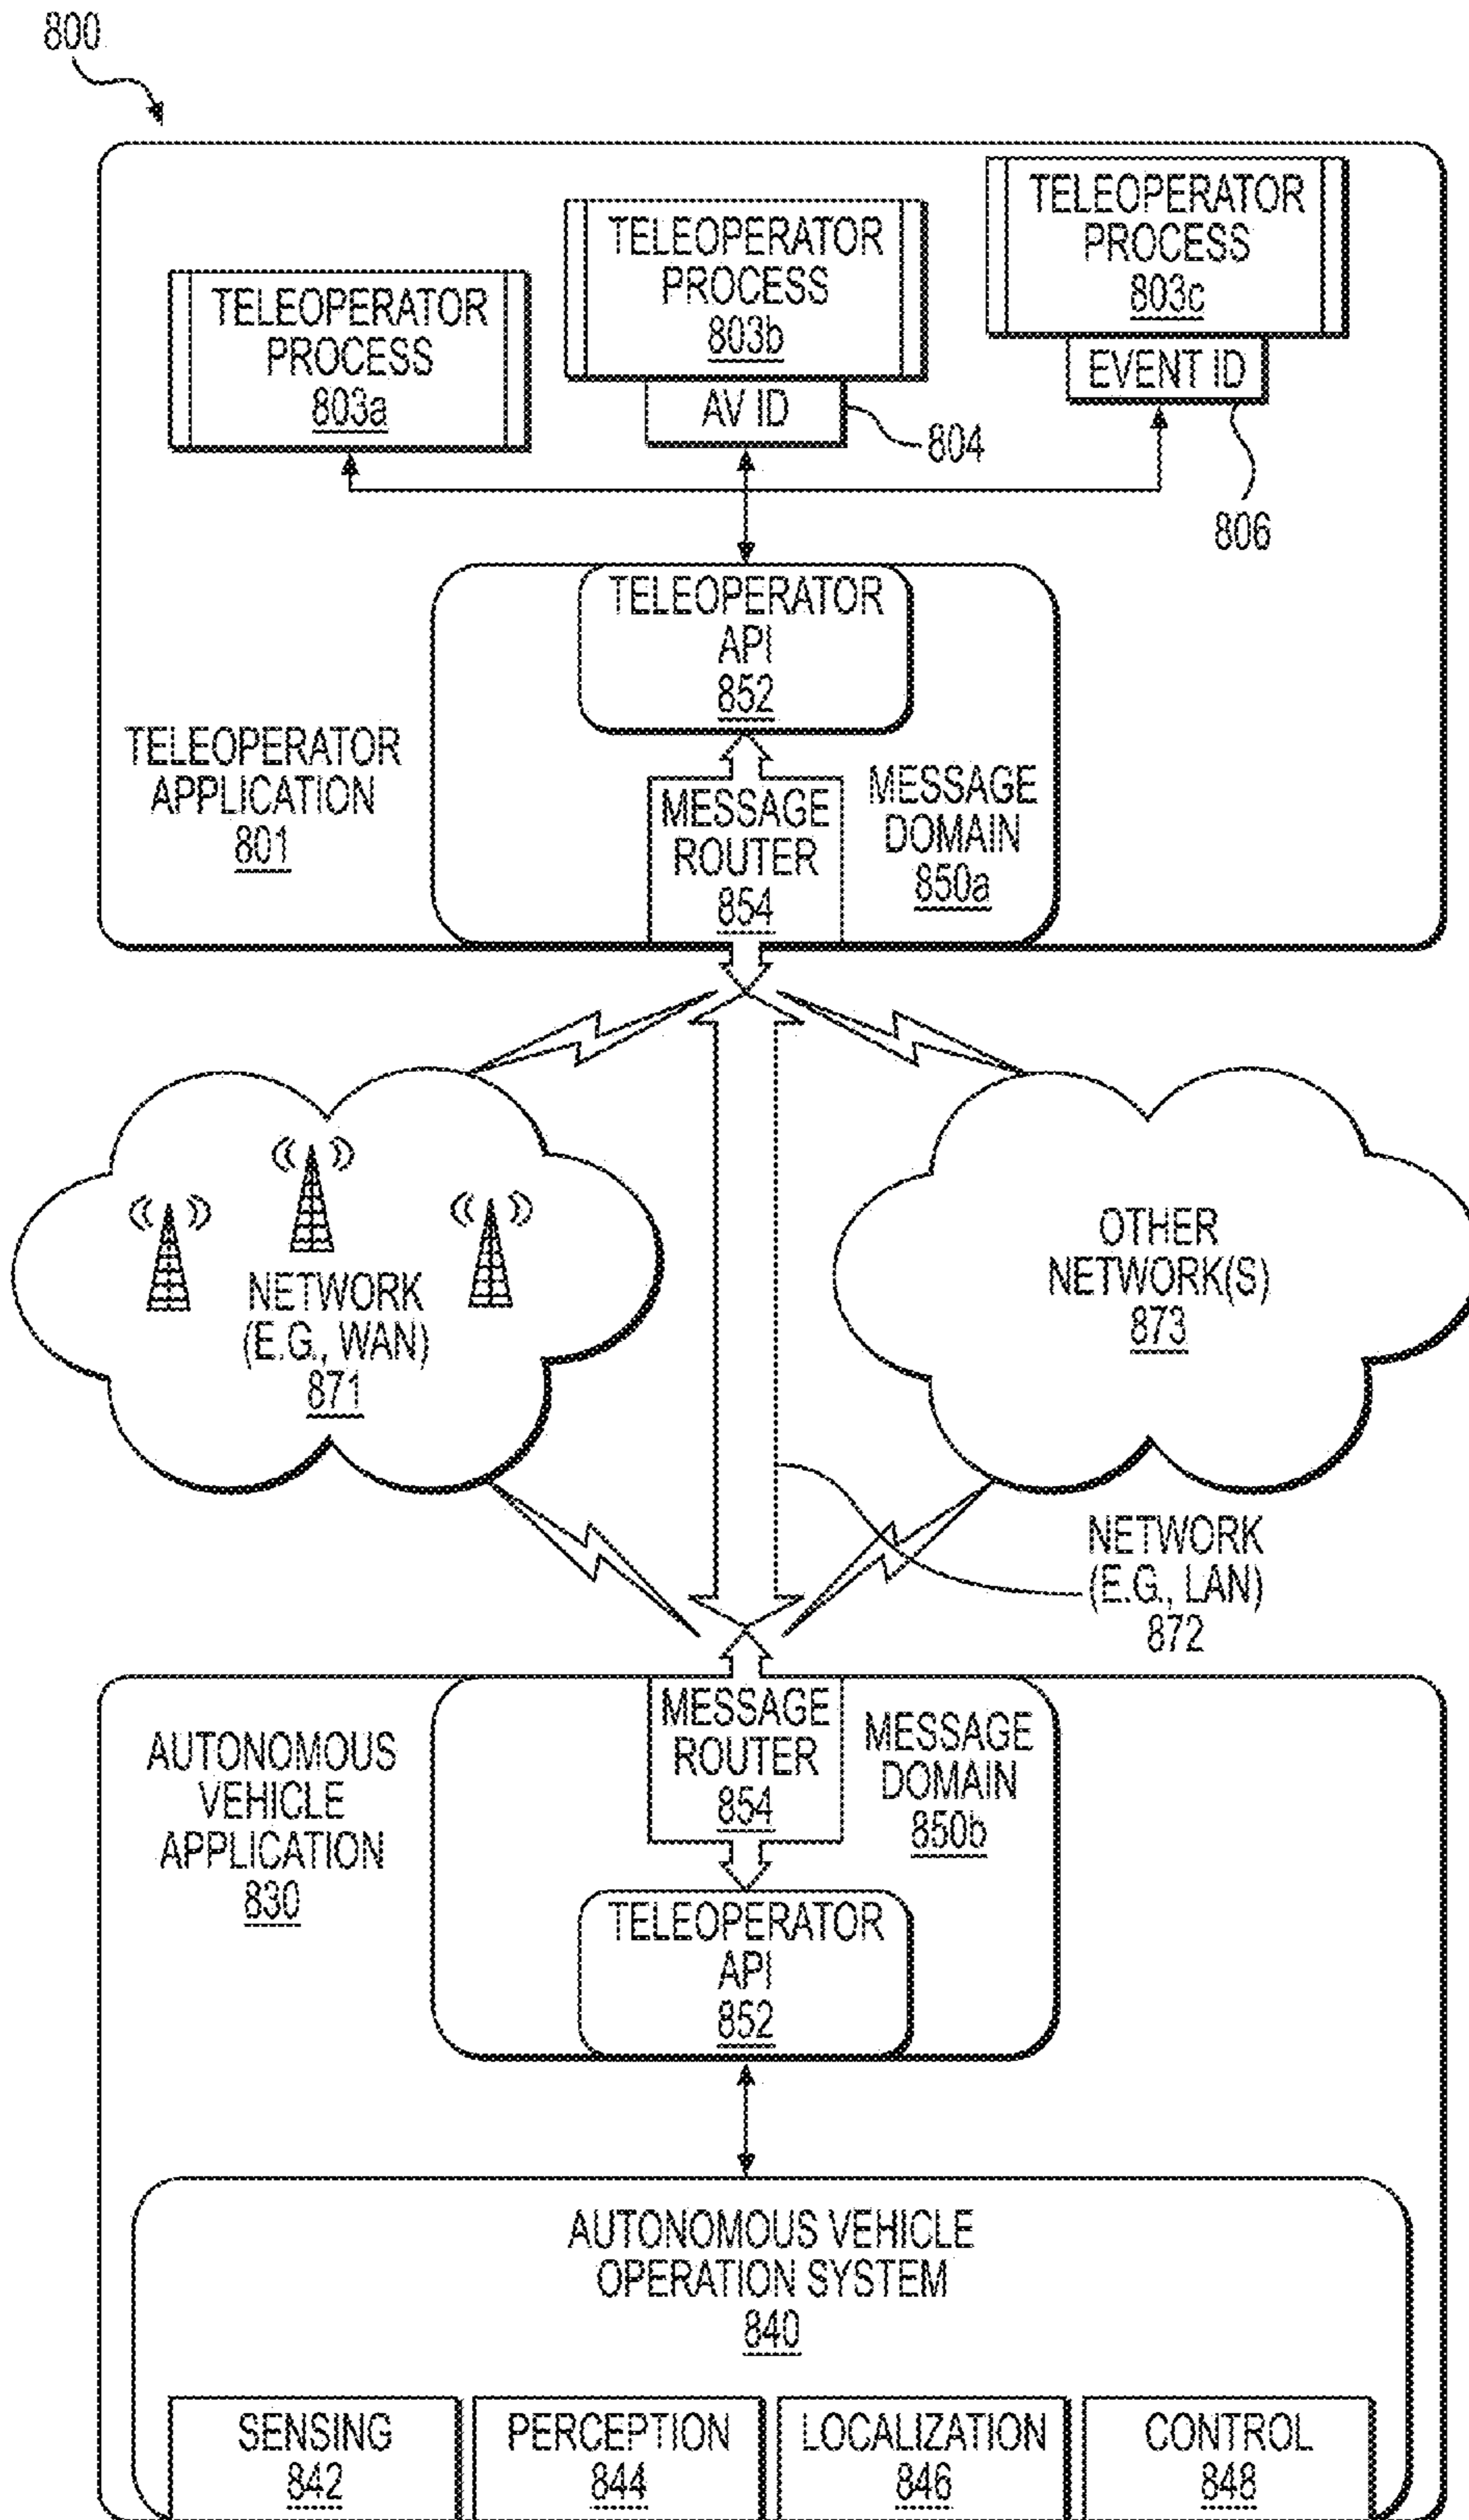 800
TELEOPERATOR
PROCESS
803a
TELEOPERATOR
PROCESS
803b
AV ID
804
TELEOPERATOR
PROCESS
803c
EVENT ID
806
TELEOPERATOR
API
852
TELEOPERATOR
APPLICATION
801
MESSAGE
ROUTER
854
MESSAGE
DOMAIN
850a
NETWORK
(E.G., WAN)
871
OTHER
NETWORK(S)
873
NETWORK
(E.G., LAN)
872
AUTONOMOUS
VEHICLE
APPLICATION
830
MESSAGE
ROUTER
854
MESSAGE
DOMAIN
850b
TELEOPERATOR
API
852
AUTONOMOUS VEHICLE
OPERATION SYSTEM
840
SENSING
842
PERCEPTION
844
LOCALIZATION
846
CONTROL
848